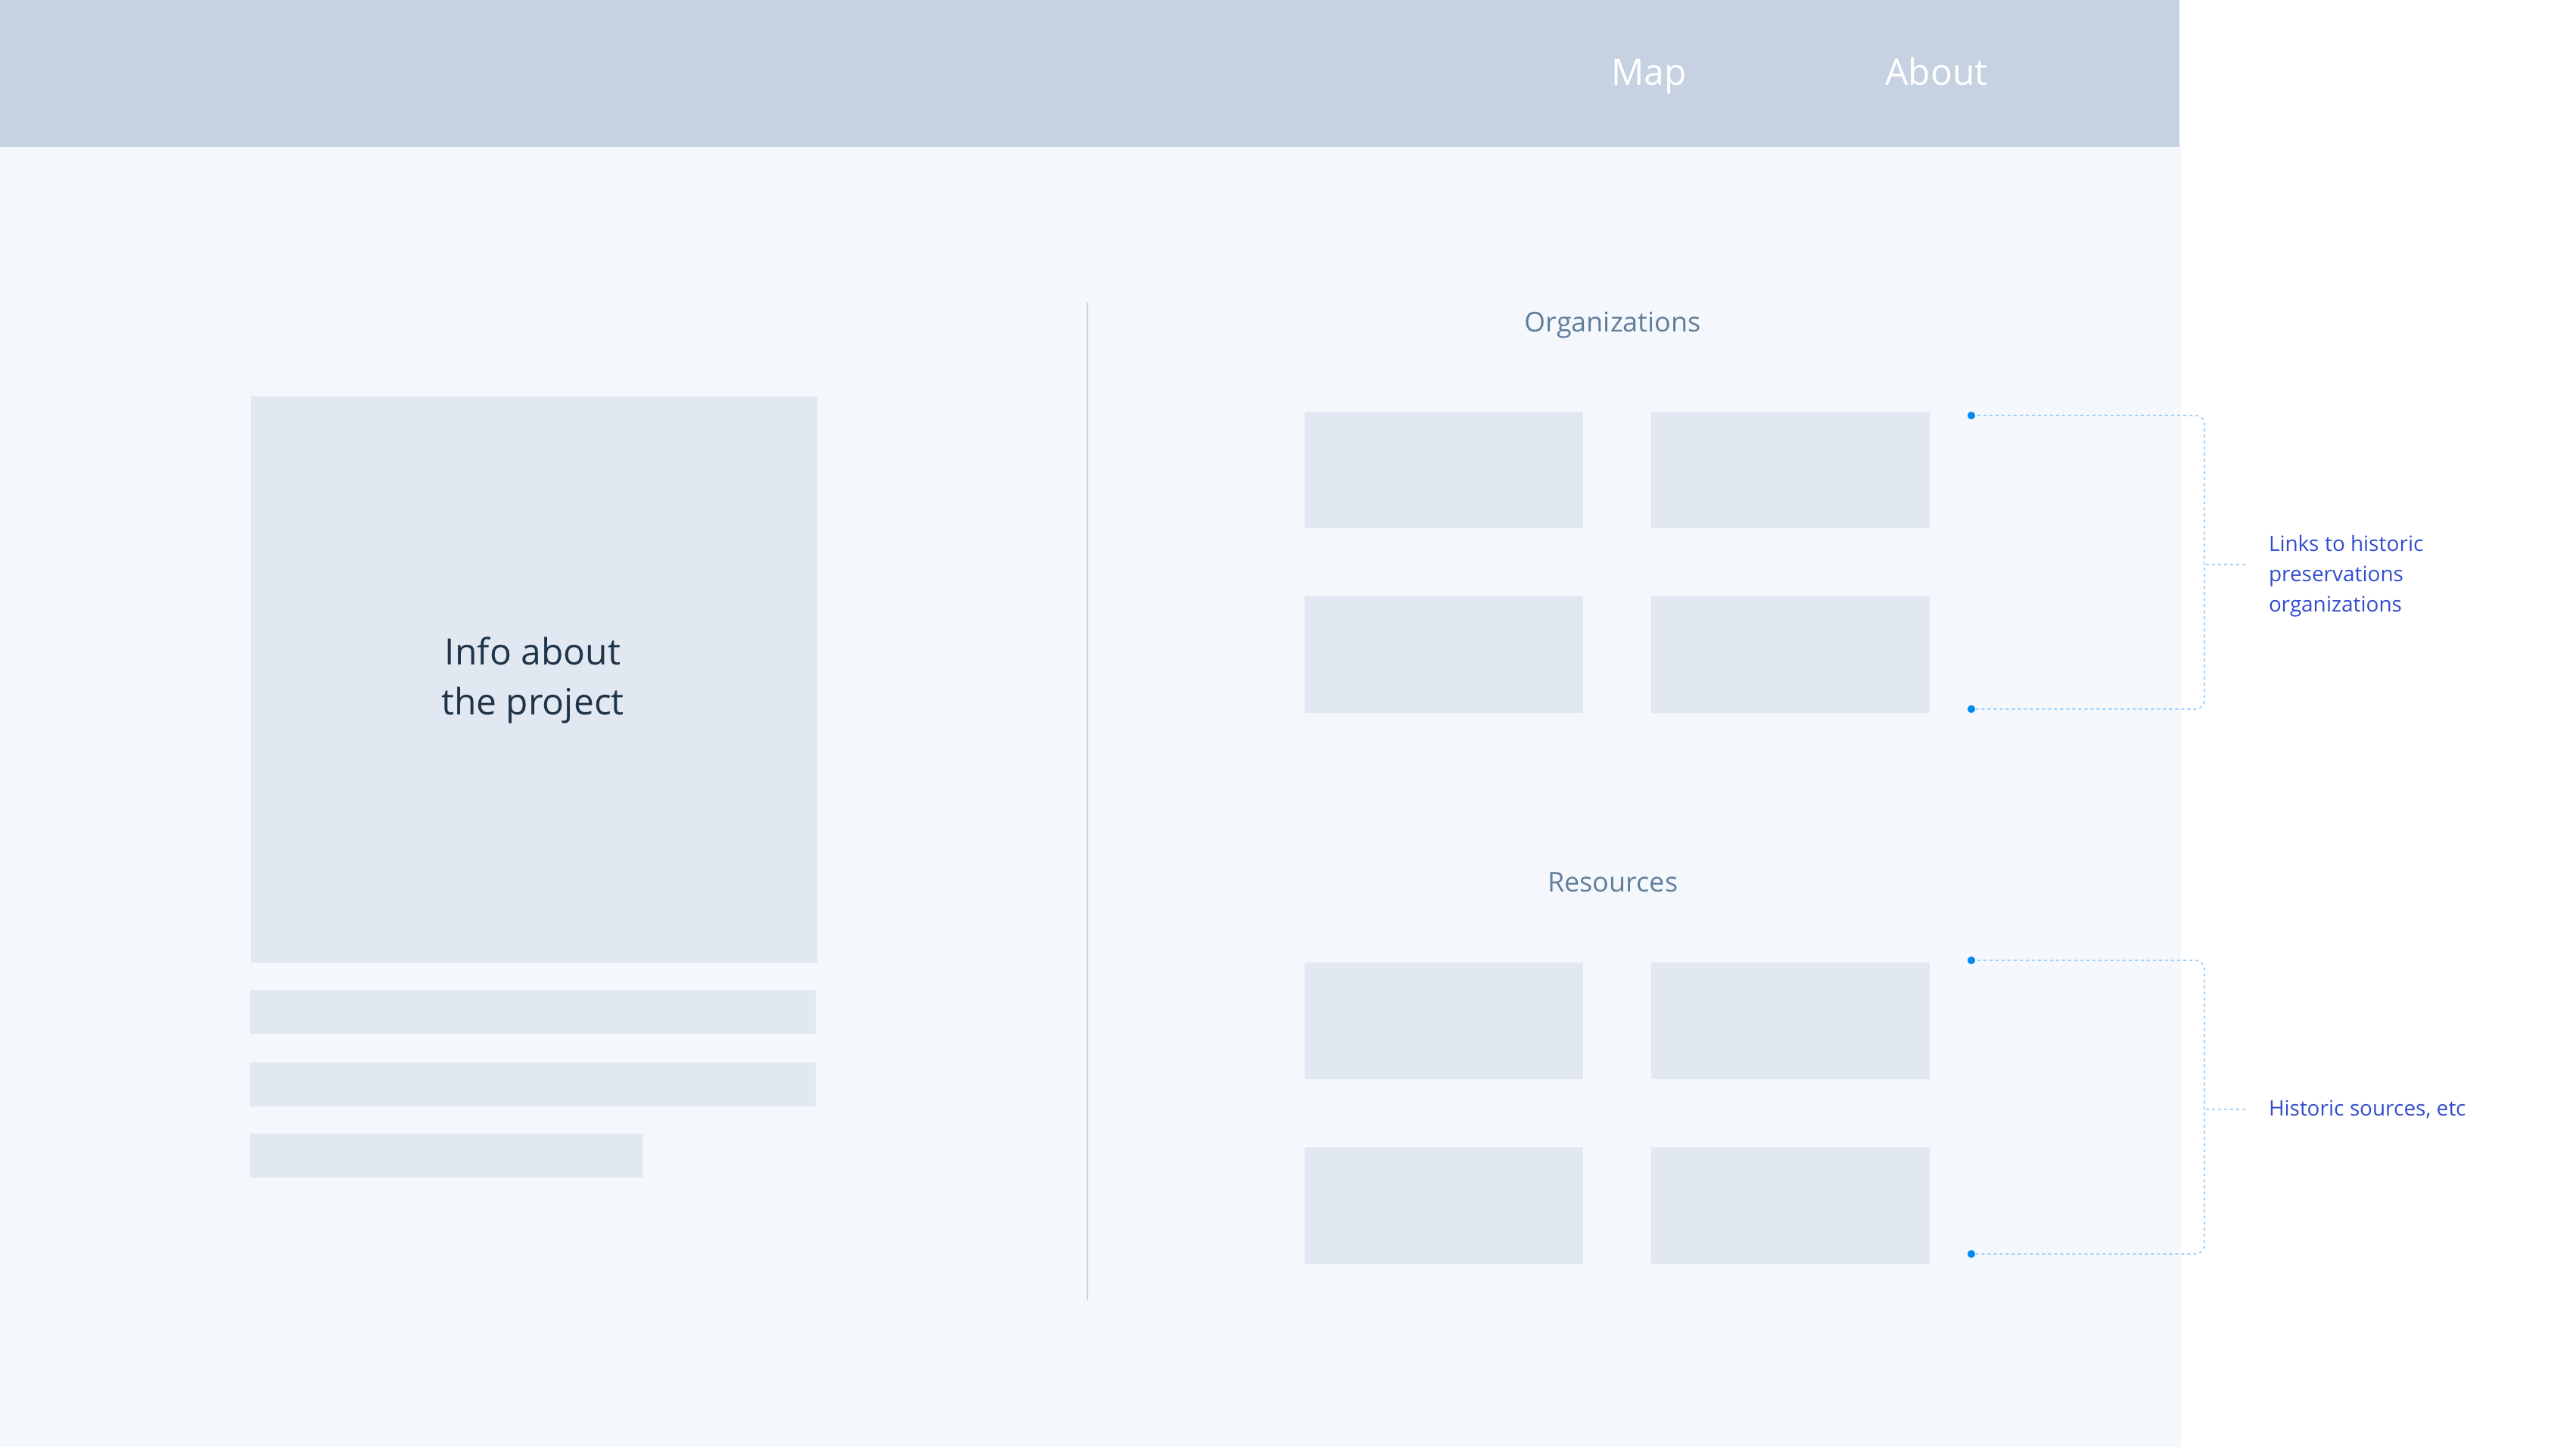 Map
About
Organizations
Info about
the project
Links to historic
preservations
organizations
Resources
Historic sources, etc